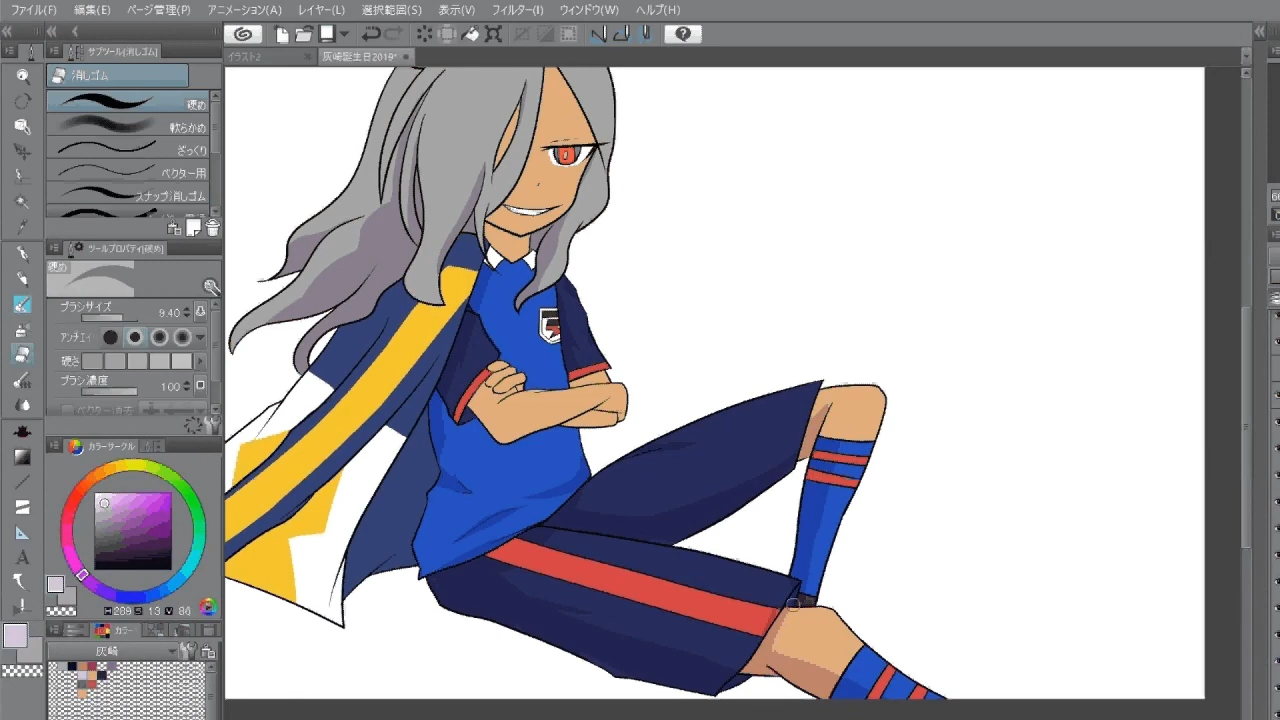 ファイル(F) 編集(E) ページ管理(P) アニメーション(A) レイヤー(L) 選択範囲(S) 表示(V) フィルター(I) ウィンドウ(W) ヘルプ(H)
イラスト2
灰崎誕生日2019*
サブツール[消しゴム]
消しゴム
硬め
軟らかめ
ざっくり
ベクター用
スナップ消しゴム
ツールプロパティ[硬め]
硬め
ブラシサイズ 9.40
アンチエイ
硬さ
ブラシ濃度 100
ベクター消去
カラーサークル
H 289 S 13 V 86
カラー
灰崎